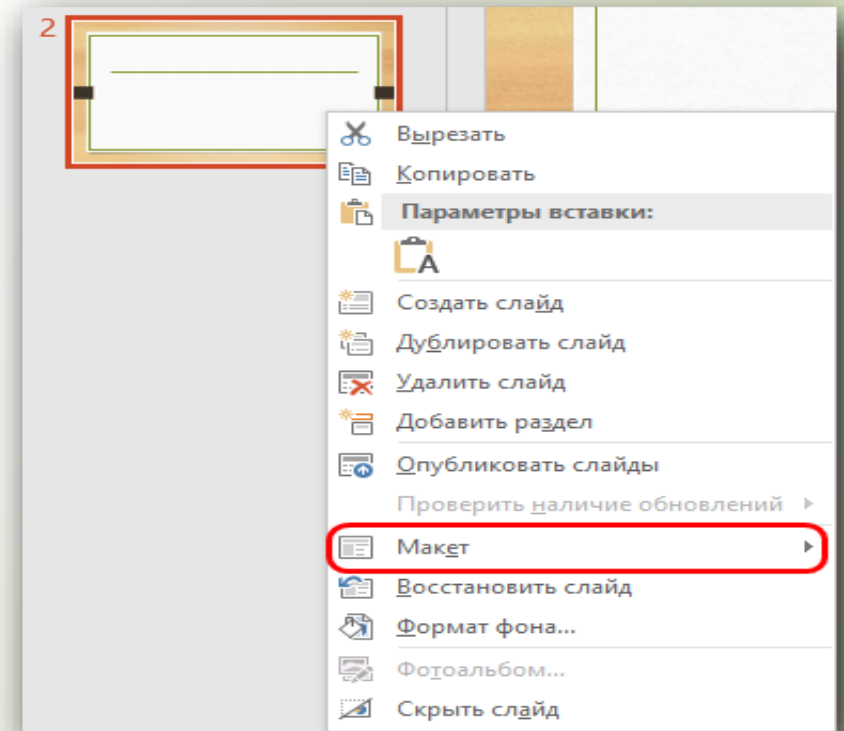 2
Вырезать
Копировать
Параметры вставки:
A
Создать слайд
Дублировать слайд
Удалить слайд
Добавить раздел
Опубликовать слайды
Проверить наличие обновлений
Макет
Восстановить слайд
Формат фона...
Фотоальбом...
Скрыть слайд